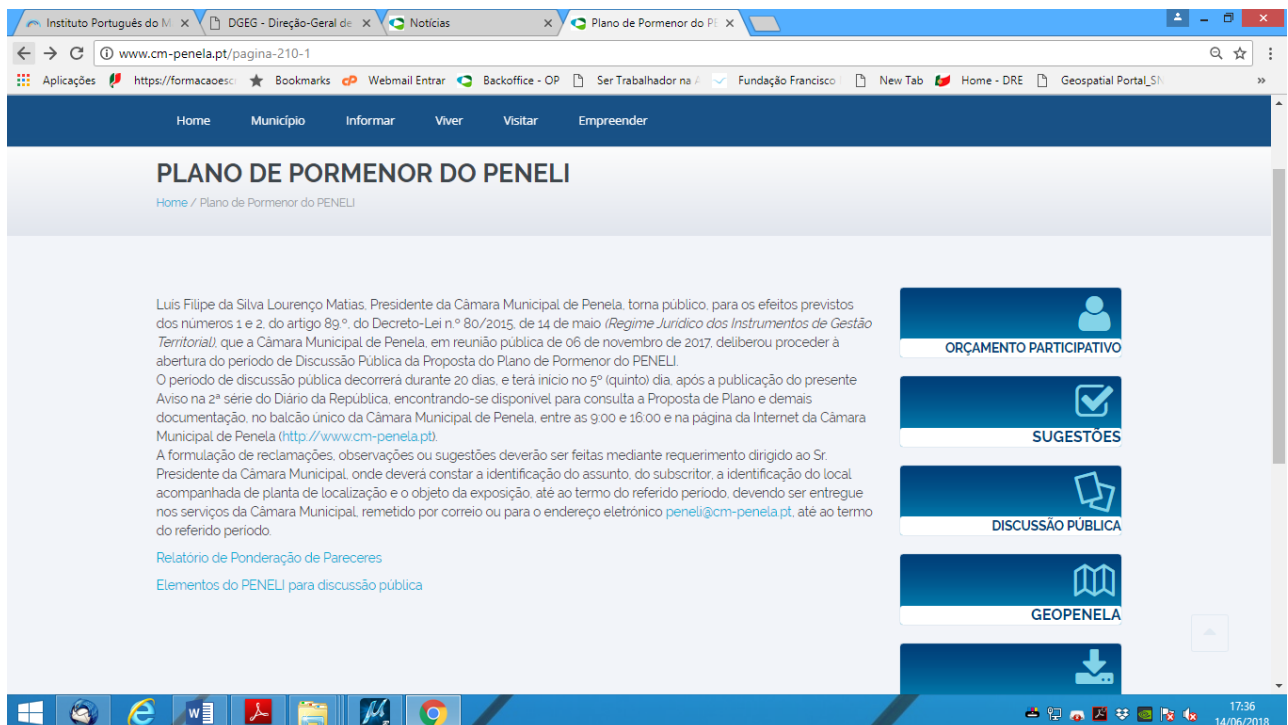 Instituto Português do M
DGEG - Direção-Geral de
Notícias
Plano de Pormenor do PE
www.cm-penela.pt/pagina-210-1
Aplicações
https://formacaoesc
Bookmarks
Webmail Entrar
Backoffice - OP
Ser Trabalhador na A
Fundação Francisco
New Tab
Home - DRE
Geospatial Portal_SN
»
Home
Município
Informar
Viver
Visitar
Empreender
PLANO DE PORMENOR DO PENELI
Home / Plano de Pormenor do PENELI
Luis Filipe da Silva Lourenço Matias, Presidente da Câmara Municipal de Penela, torna público, para os efeitos previstos
dos números 1 e 2, do artigo 89.º, do Decreto-Lei n.º 80/2015, de 14 de maio (Regime Jurídico dos Instrumentos de Gestão
Territorial), que a Câmara Municipal de Penela, em reunião pública de 06 de novembro de 2017, deliberou proceder à
abertura do período de Discussão Pública da Proposta do Plano de Pormenor do PENELI.
O período de discussão pública decorrerá durante 20 dias, e terá início no 5º (quinto) dia, após a publicação do presente
Aviso na 2ª série do Diário da República, encontrando-se disponível para consulta a Proposta de Plano e demais
documentação, no balcão único da Câmara Municipal de Penela, entre as 9:00 e 16:00 e na página da Internet da Câmara
Municipal de Penela (http://www.cm-penela.pt).
A formulação de reclamações, observações ou sugestões deverão ser feitas mediante requerimento dirigido ao Sr.
Presidente da Câmara Municipal, onde deverá constar a identificação do assunto, do subscritor, a identificação do local
acompanhada de planta de localização e o objeto da exposição, até ao termo do referido período, devendo ser entregue
nos serviços da Câmara Municipal, remetido por correio ou para o endereço eletrónico peneli@cm-penela.pt, até ao termo
do referido período.
Relatório de Ponderação de Pareceres
Elementos do PENELI para discussão pública
ORÇAMENTO PARTICIPATIVO
SUGESTÕES
DISCUSSÃO PÚBLICA
GEOPENELA
17:36
14/06/2018